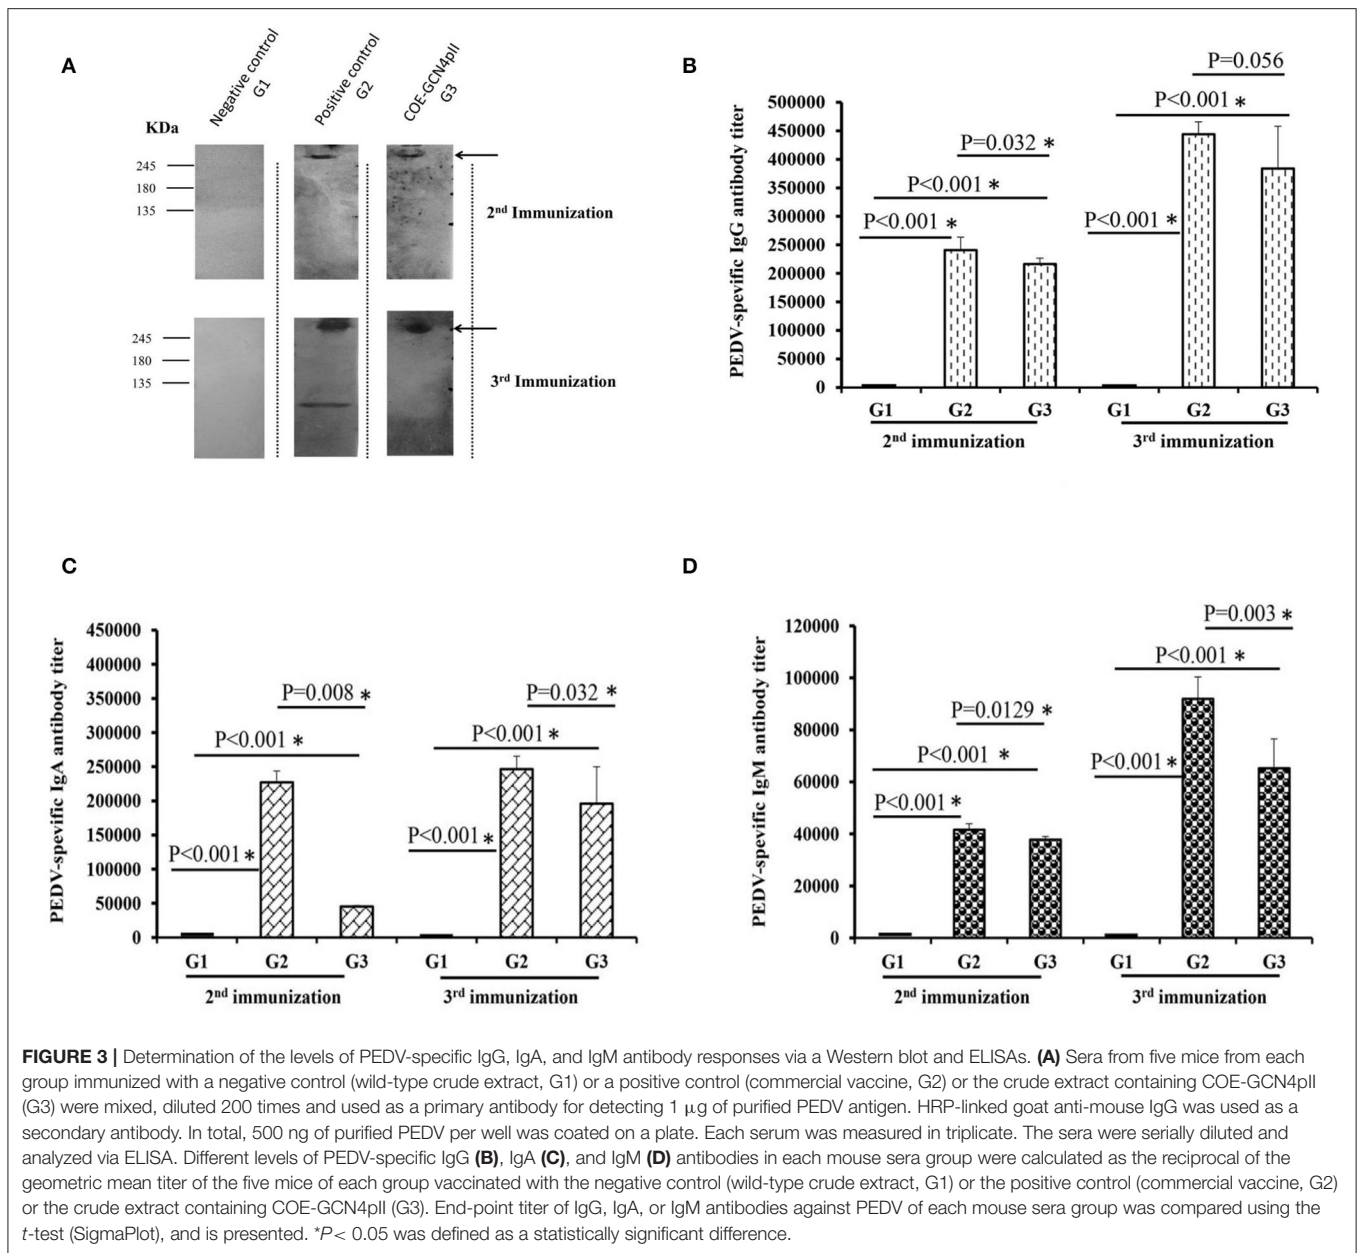 A
Negative control
G1
Positive control
G2
COE-GCN4pII
G3
KDa
245
180
135
2nd Immunization
245
180
135
3rd Immunization
B
PEDV-spevific IgG antibody titer
500000
450000
400000
350000
300000
250000
200000
150000
100000
50000
0
P<0.001 *
P<0.001 *
P=0.032 *
P<0.001 *
P<0.001 *
P=0.056
G1 G2 G3 G1 G2 G3
2nd immunization 3rd immunization
C
PEDV-spevific IgA antibody titer
450000
400000
350000
300000
250000
200000
150000
100000
50000
0
P<0.001 *
P<0.001 *
P=0.008 *
P<0.001 *
P<0.001 *
P=0.032 *
G1 G2 G3 G1 G2 G3
2nd immunization 3rd immunization
D
PEDV-spevific IgM antibody titer
120000
100000
80000
60000
40000
20000
0
P<0.001 *
P<0.001 *
P=0.0129 *
P<0.001 *
P<0.001 *
P=0.003 *
G1 G2 G3 G1 G2 G3
2nd immunization 3rd immunization
FIGURE 3 | Determination of the levels of PEDV-specific IgG, IgA, and IgM antibody responses via a Western blot and ELISAs. (A) Sera from five mice from each
group immunized with a negative control (wild-type crude extract, G1) or a positive control (commercial vaccine, G2) or the crude extract containing COE-GCN4pII
(G3) were mixed, diluted 200 times and used as a primary antibody for detecting 1 μg of purified PEDV antigen. HRP-linked goat anti-mouse IgG was used as a
secondary antibody. In total, 500 ng of purified PEDV per well was coated on a plate. Each serum was measured in triplicate. The sera were serially diluted and
analyzed via ELISA. Different levels of PEDV-specific IgG (B), IgA (C), and IgM (D) antibodies in each mouse sera group were calculated as the reciprocal of the
geometric mean titer of the five mice of each group vaccinated with the negative control (wild-type crude extract, G1) or the positive control (commercial vaccine, G2)
or the crude extract containing COE-GCN4pII (G3). End-point titer of IgG, IgA, or IgM antibodies against PEDV of each mouse sera group was compared using the
t-test (SigmaPlot), and is presented. *P< 0.05 was defined as a statistically significant difference.